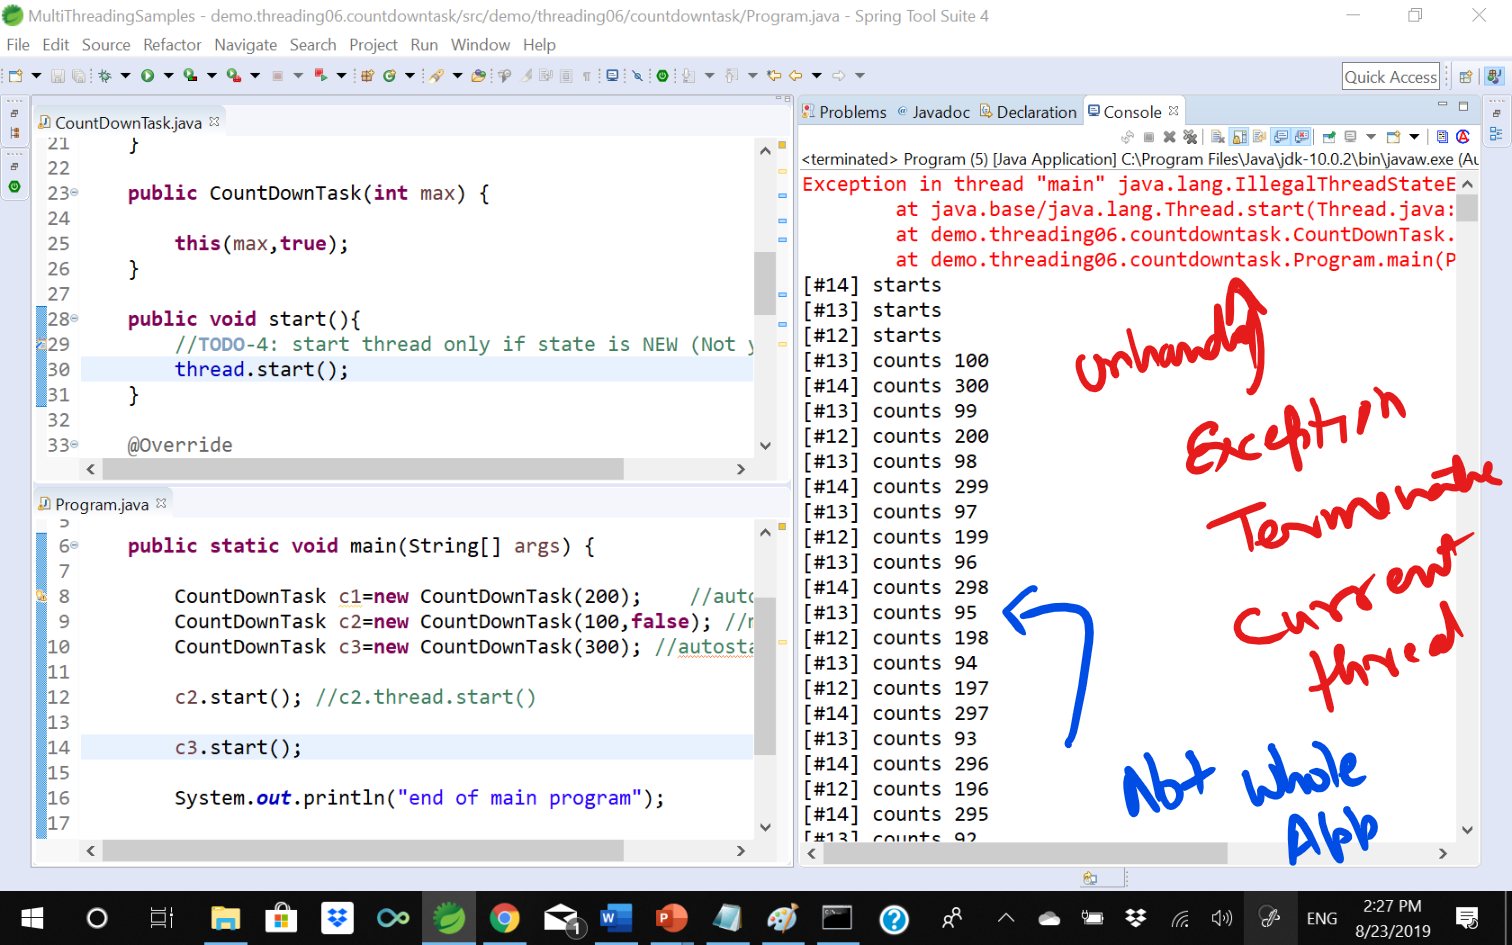 MultiThreadingSamples - demo.threading06.countdowntask/src/demo/threading06/countdowntask/Program.java - Spring Tool Suite 4
File Edit Source Refactor Navigate Search Project Run Window Help
Quick Access
CountDownTask.java
21 }
22
23 public CountDownTask(int max) {
24
25 this(max,true);
26 }
27
28 public void start(){
29 //TODO-4: start thread only if state is NEW (Not
30 thread.start();
31 }
32
33 @Override
Program.java
5
6 public static void main(String[] args) {
7
8 CountDownTask c1=new CountDownTask(200); //auto
9 CountDownTask c2=new CountDownTask(100,false); //
10 CountDownTask c3=new CountDownTask(300); //autosta
11
12 c2.start(); //c2.thread.start()
13
14 c3.start();
15
16 System.out.println("end of main program");
17
Problems @ Javadoc Declaration Console
<terminated> Program (5) [Java Application] C:\Program Files\Java\jdk-10.0.2\bin\javaw.exe (Au
Exception in thread "main" java.lang.IllegalThreadStateE
at java.base/java.lang.Thread.start(Thread.java:
at demo.threading06.countdowntask.CountDownTask.
at demo.threading06.countdowntask.Program.main(P
[#14] starts
[#13] starts
[#12] starts
[#13] counts 100
[#14] counts 300
[#13] counts 99
[#12] counts 200
[#13] counts 98
[#14] counts 299
[#13] counts 97
[#12] counts 199
[#13] counts 96
[#14] counts 298
[#13] counts 95
[#12] counts 198
[#13] counts 94
[#12] counts 197
[#14] counts 297
[#13] counts 93
[#14] counts 296
[#12] counts 196
[#14] counts 295
[#13] counts 92
Exception
Current
thread
Not Whole
App
1
ENG
2:27 PM
8/23/2019